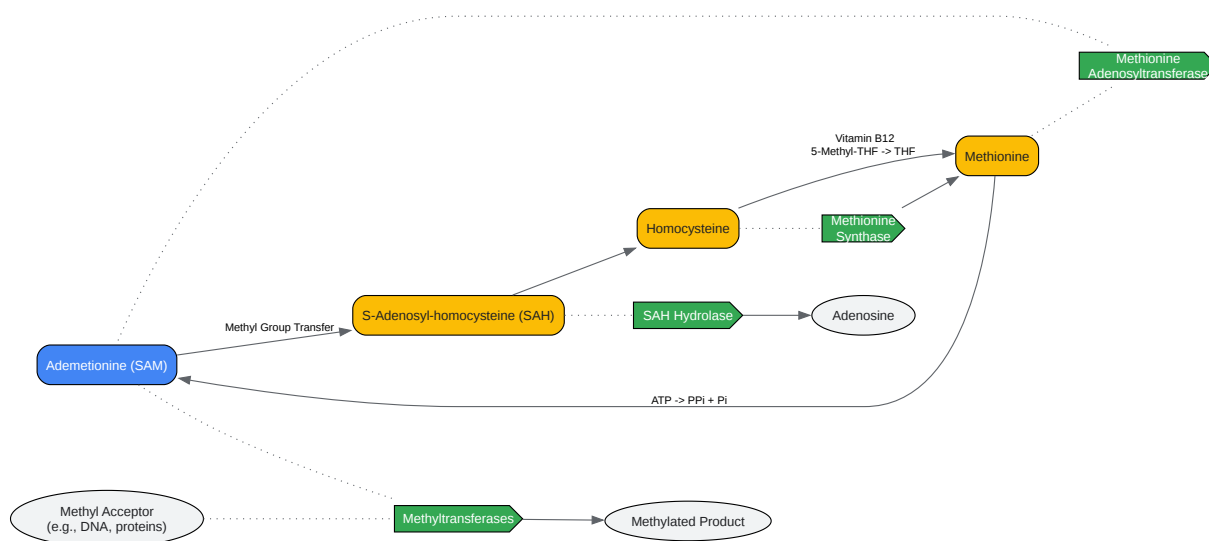 Methionine
Adenosyltransferase
Vitamin B12
5-Methyl-THF -> THF
Methionine
Homocysteine
Methionine
Synthase
S-Adenosyl-homocysteine (SAH)
SAH Hydrolase
Adenosine
Methyl Group Transfer
Ademetionine (SAM)
ATP -> PPi + Pi
Methyl Acceptor
(e.g., DNA, proteins)
Methyltransferases
Methylated Product